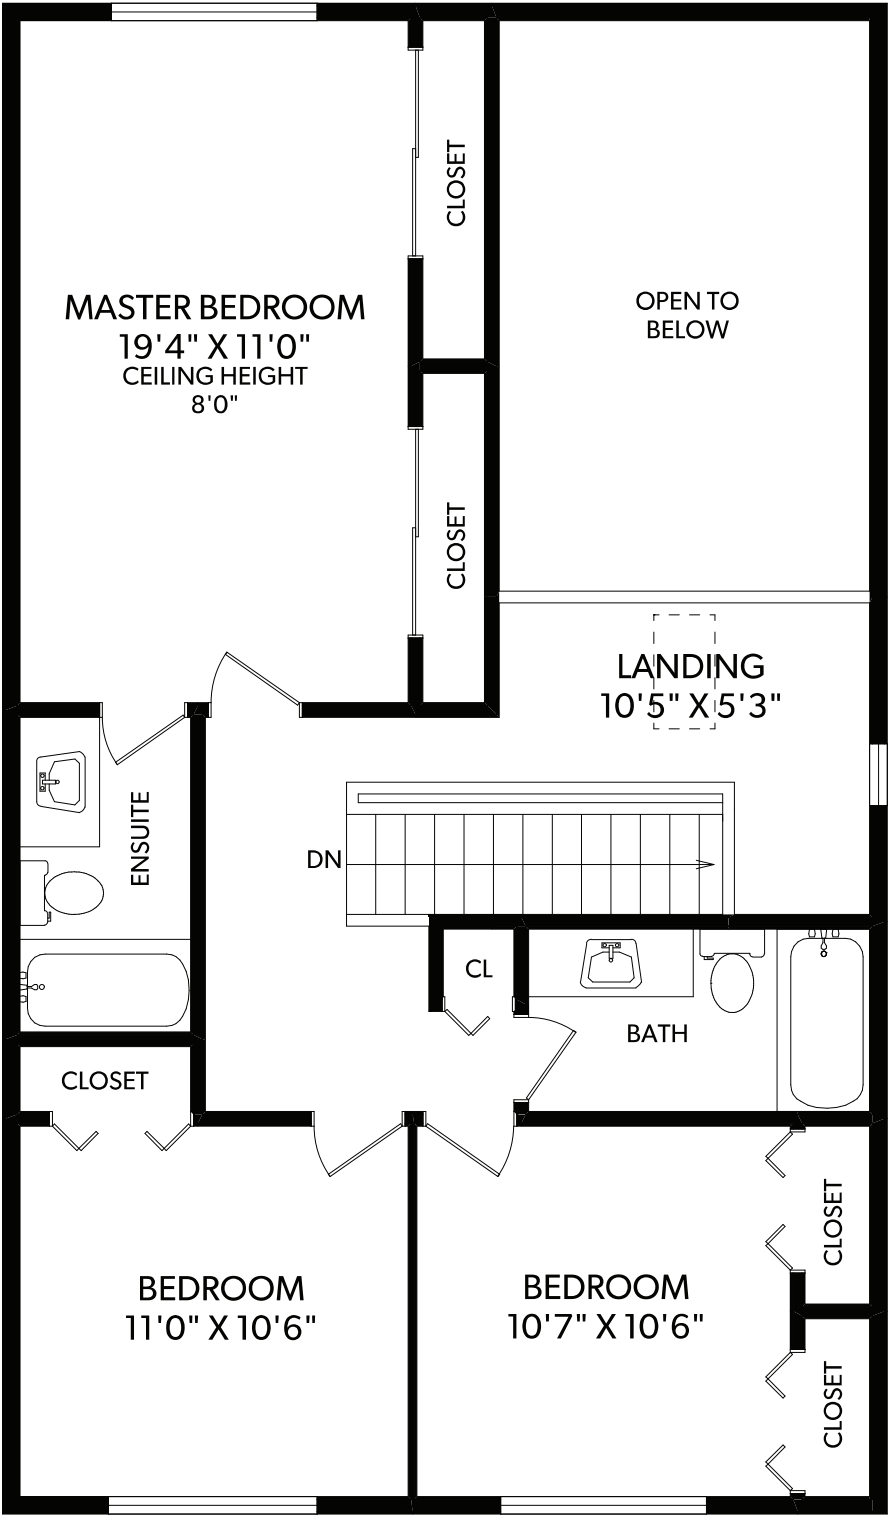 CLOSET
MASTER BEDROOM
19'4" X 11'0"
CEILING HEIGHT
8'0"
OPEN TO
BELOW
CLOSET
LANDING
10'5" X 5'3"
ENSUITE
DN
CL
BATH
CLOSET
CLOSET
BEDROOM
11'0" X 10'6"
BEDROOM
10'7" X 10'6"
CLOSET